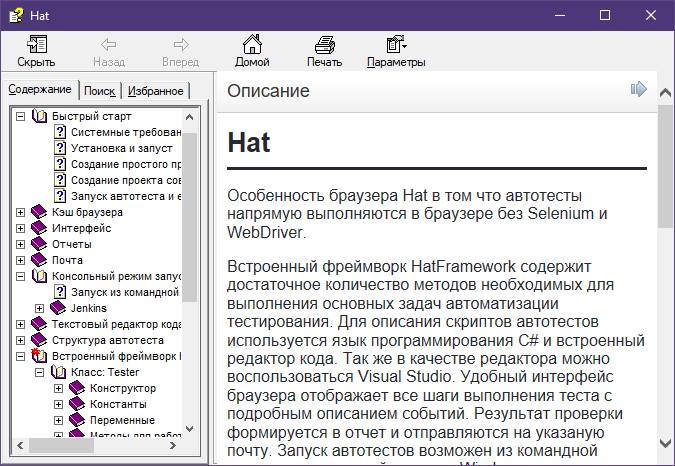 Hat
Скрыть
Назад
Вперед
Домой
Печать
Параметры
Содержание
Поиск
Избранное
Быстрый старт
Системные требован
Установка и запуст
Создание простого пр
Создание проекта сов
Запуск автотеста и е
Кэш браузера
Интерфейс
Отчеты
Почта
Консольный режим запус
Запуск из командной
Jenkins
Текстовый редактор кода
Структура автотеста
Встроенный фреймворк H
Класс: Tester
Конструктор
Константы
Переменные
Методы для работ
Описание
Hat
Особенность браузера Hat в том что автотесты
напрямую выполняются в браузере без Selenium и
WebDriver.
Встроенный фреймворк HatFramework содержит
достаточное количество методов необходимых для
выполнения основных задач автоматизации
тестирования. Для описания скриптов автотестов
используется язык программирования C# и встроенный
редактор кода. Так же в качестве редактора можно
воспользоваться Visual Studio. Удобный интерфейс
браузера отображает все шаги выполнения теста с
подробным описанием событий. Результат проверки
формируется в отчет и отправляются на указаную
почту. Запуск автотестов возможен из командной